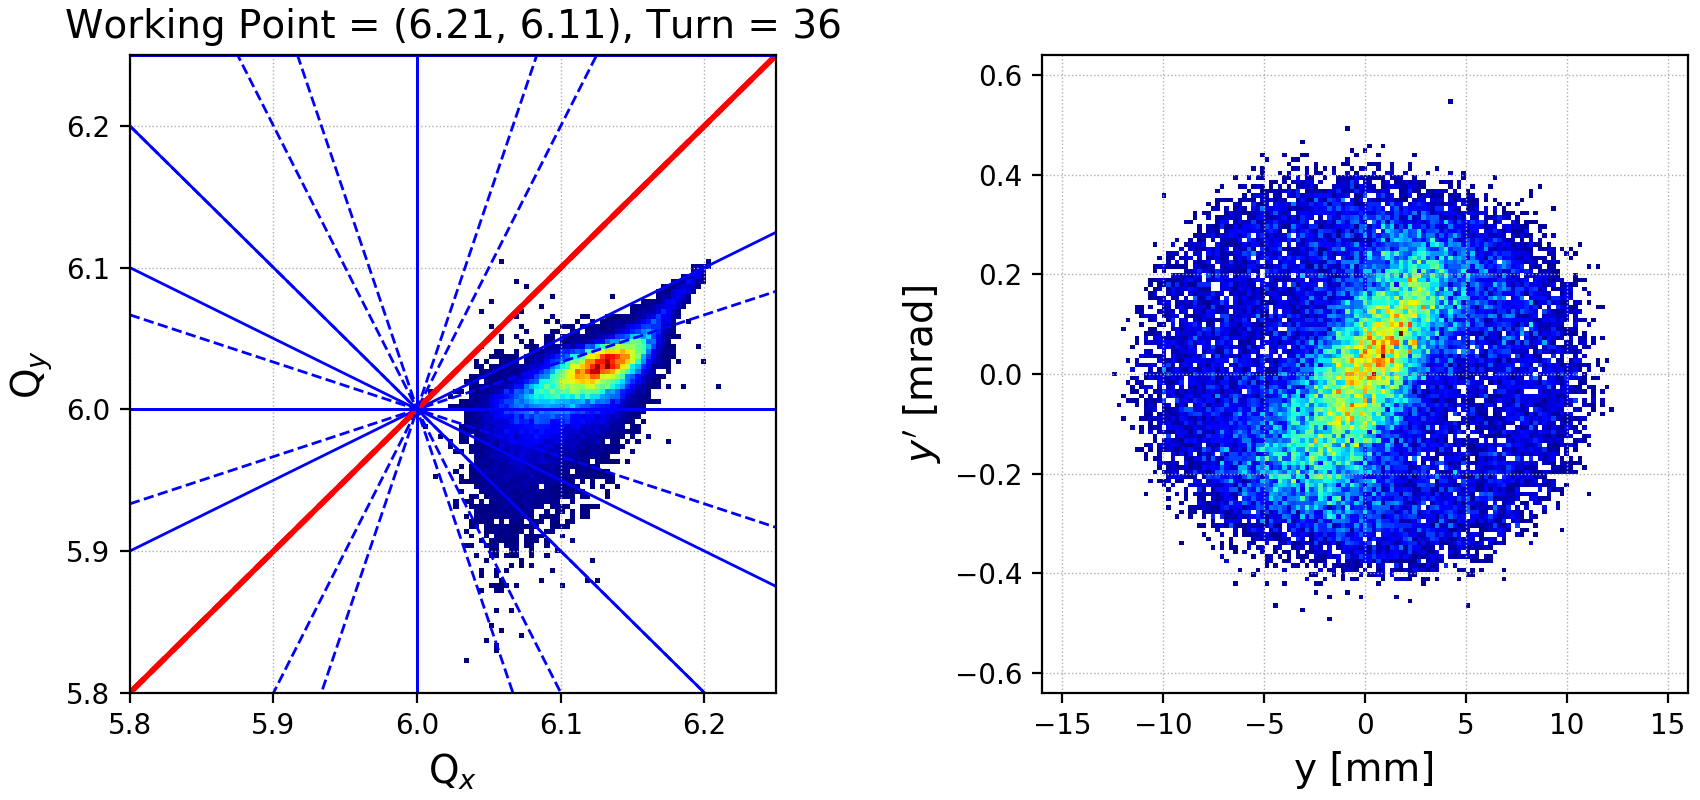 Working Point = (6.21, 6.11), Turn = 36
6.2
6.1
6.0
5.9
5.8
Qy
5.8 5.9 6.0 6.1 6.2
Qx
0.6
0.4
0.2
0.0
−0.2
−0.4
−0.6
y′ [mrad]
−15 −10 −5 0 5 10 15
y [mm]